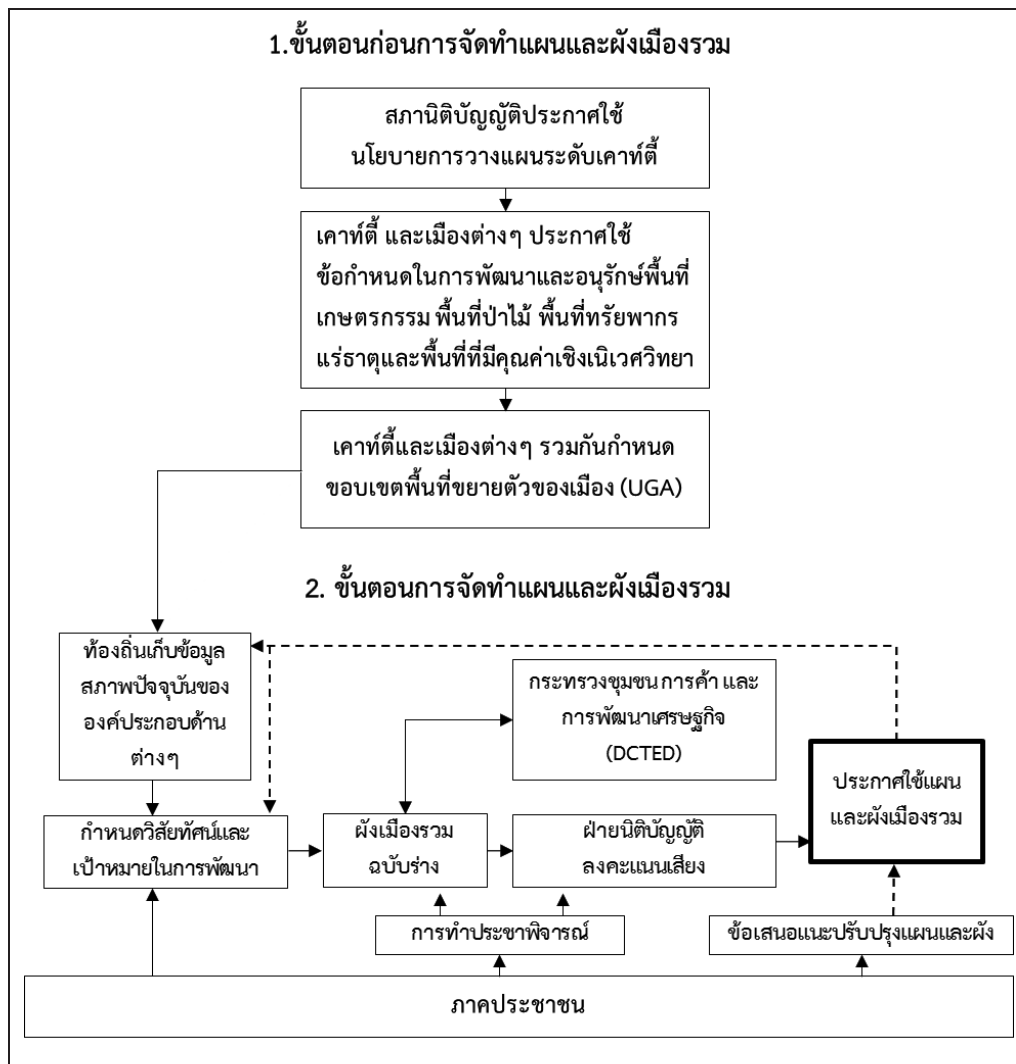 1.ขั้นตอนก่อนการจัดทำแผนและผังเมืองรวม
สภานิติบัญญัติประกาศใช้
นโยบายการวางแผนระดับเคาท์ตี้
เคาท์ตี้ และเมืองต่างๆ ประกาศใช้
ข้อกำหนดในการพัฒนาและอนุรักษ์พื้นที่
เกษตรกรรม พื้นที่ป่าไม้ พื้นที่ทรัยพากร
แร่ธาตุและพื้นที่ที่มีคุณค่าเชิงเนิเวศวิทยา
เคาท์ตี้และเมืองต่างๆ รวมกันกำหนด
ขอบเขตพื้นที่ขยายตัวของเมือง (UGA)
2. ขั้นตอนการจัดทำแผนและผังเมืองรวม
ท้องถิ่นเก็บข้อมูล
สภาพปัจจุบันของ
องค์ประกอบด้าน
ต่างๆ
กระทรวงชุมชน การค้า และ
การพัฒนาเศรษฐกิจ
(DCTED)
ประกาศใช้แผน
และผังเมืองรวม
กำหนดวิสัยทัศน์และ
เป้าหมายในการพัฒนา
ผังเมืองรวม
ฉบับร่าง
ฝ่ายนิติบัญญัติ
ลงคะแนนเสียง
การทำประชาพิจารณ์
ข้อเสนอแนะปรับปรุงแผนและผัง
ภาคประชาชน